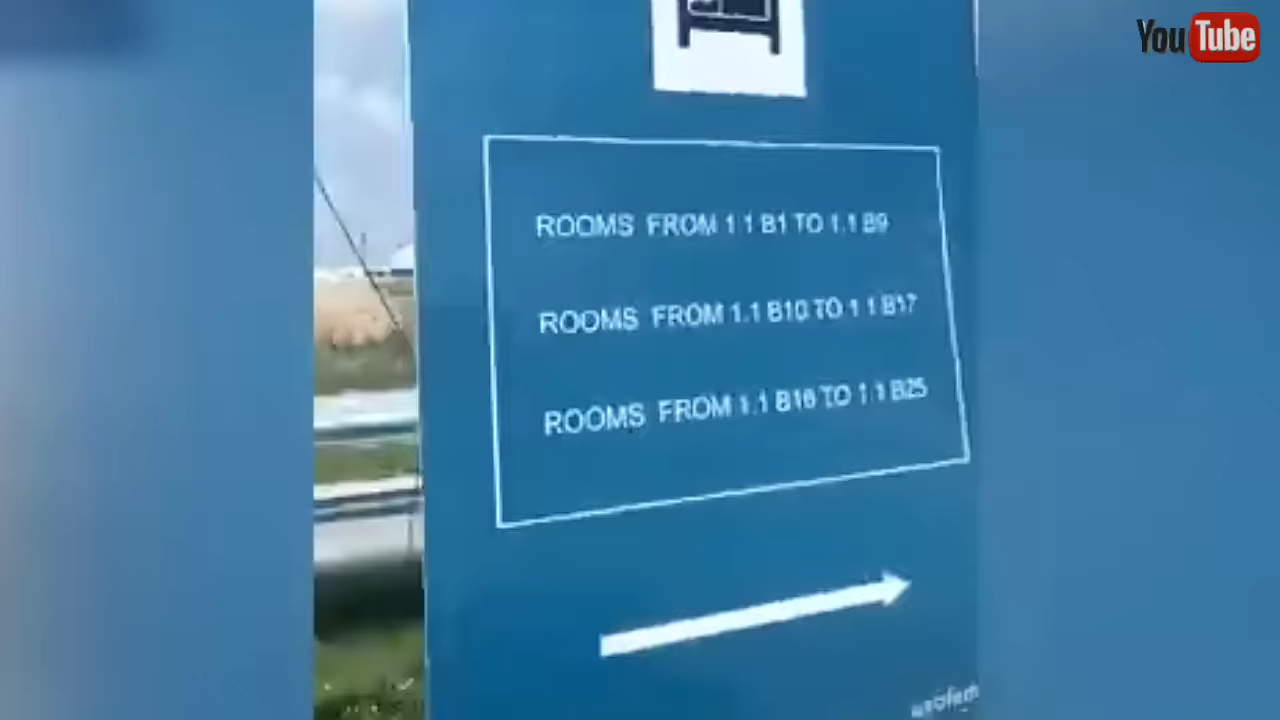 YouTube
ROOMS FROM 1.1 B1 TO 1.1 B9
ROOMS FROM 1.1 B10 TO 1.1 B17
ROOMS FROM 1.1 B18 TO 1.1 B25